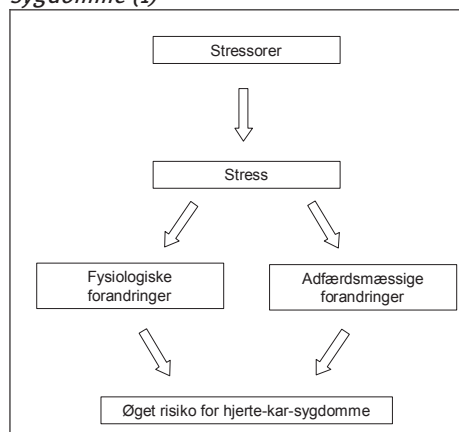 sygdomme (1)
Stressorer
Stress
Fysiologiske
forandringer
Adfærdsmæssige
forandringer
Øget risiko for hjerte-kar-sygdomme